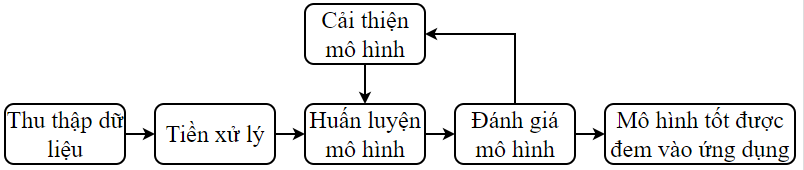 Cải thiện
mô hình
Thu thập dữ
liệu
Tiền xử lý
Huấn luyện
mô hình
Đánh giá
mô hình
Mô hình tốt được
đem vào ứng dụng